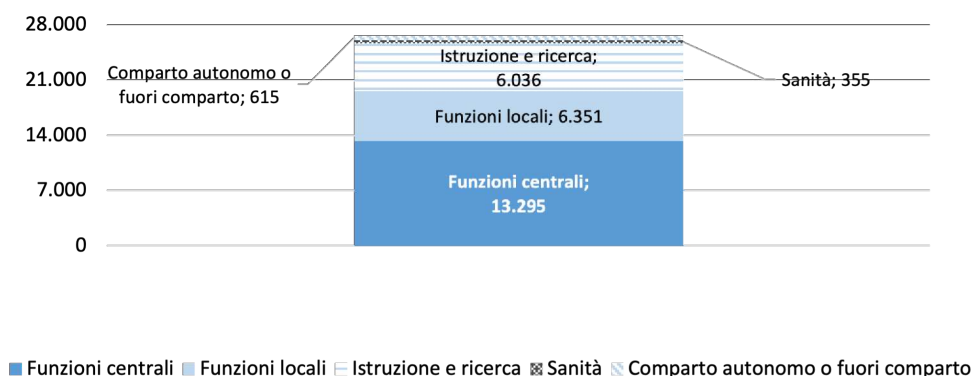 28.000
21.000
14.000
7.000
0
Comparto autonomo o
fuori comparto; 615
Istruzione e ricerca;
6.036
Sanità; 355
Funzioni locali; 6.351
Funzioni centrali;
13.295
Funzioni centrali Funzioni locali Istruzione e ricerca Sanità Comparto autonomo o fuori comparto